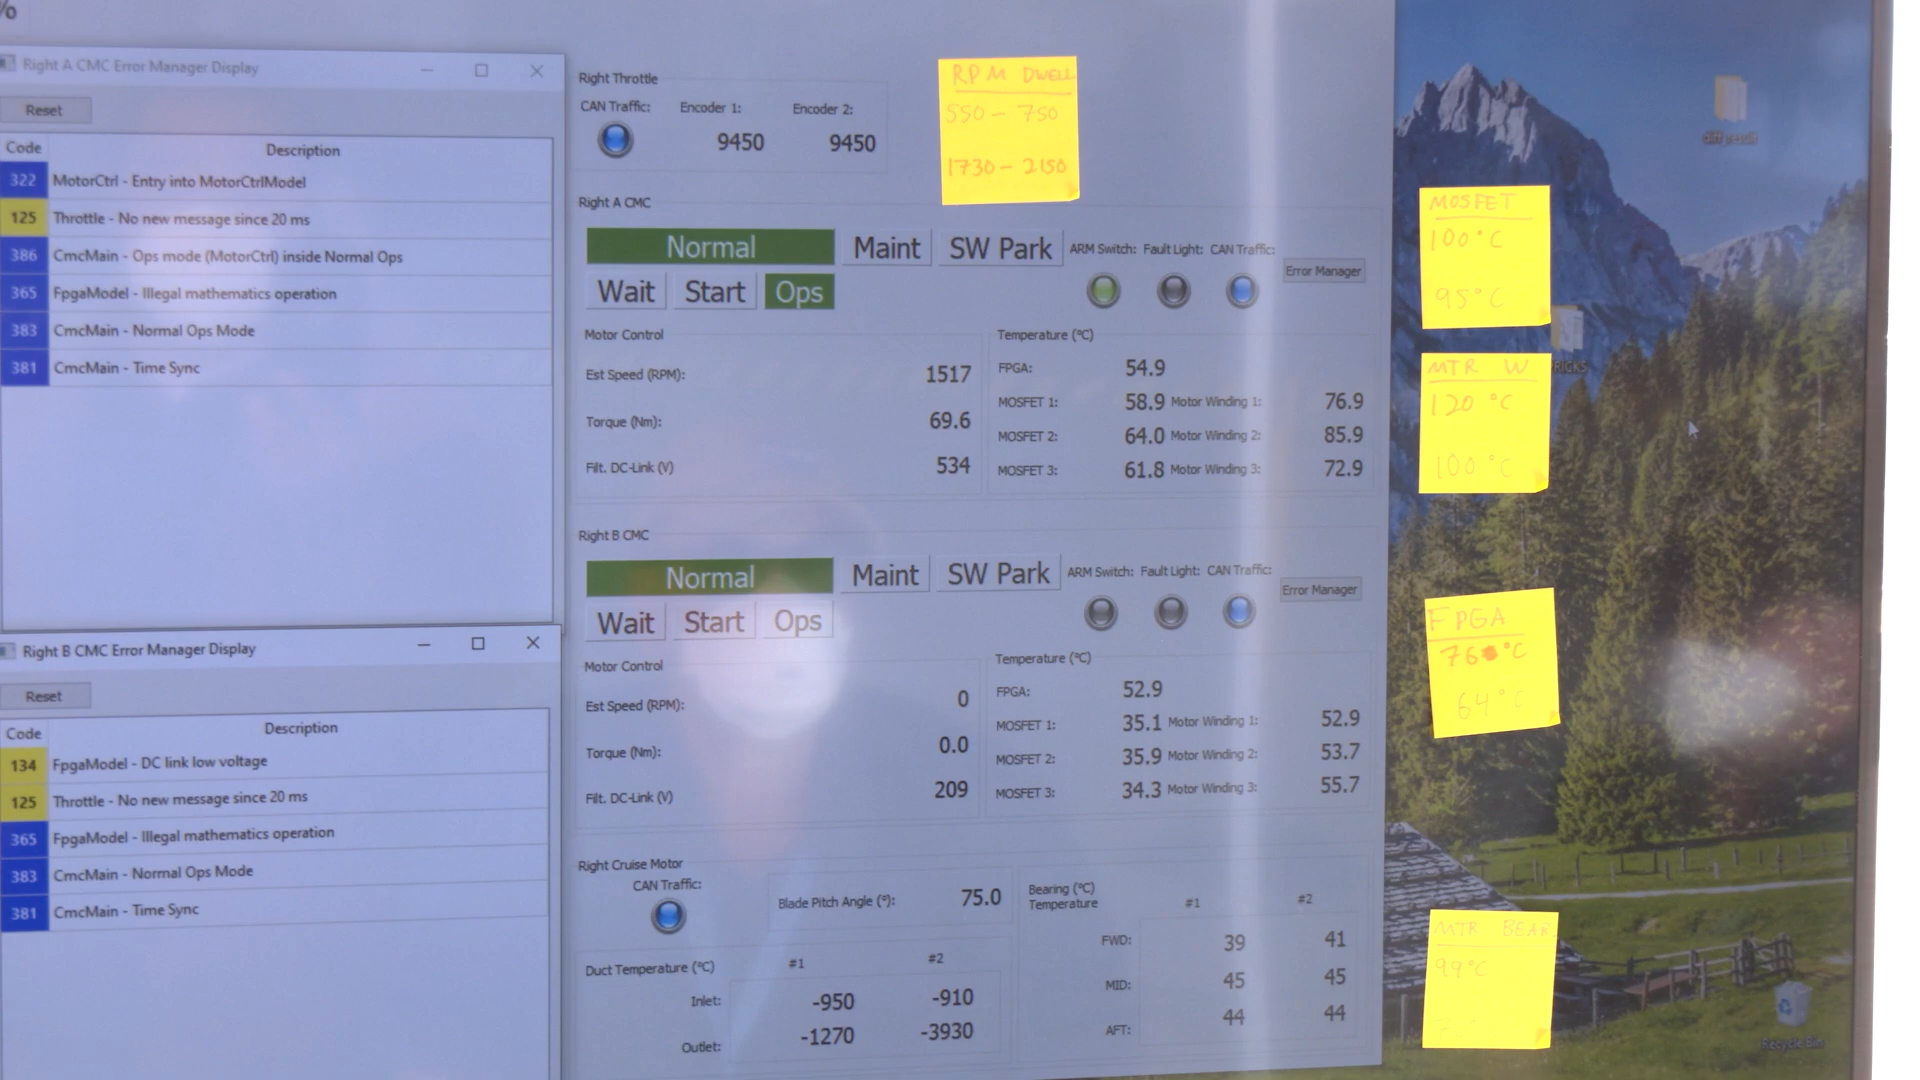 %
Right A CMC Error Manager Display
Reset
Code Description
322 MotorCtrl - Entry into MotorCtrlModel
125 Throttle - No new message since 20 ms
386 CmcMain - Ops mode (MotorCtrl) inside Normal Ops
365 FpgaModel - Illegal mathematics operation
383 CmcMain - Normal Ops Mode
381 CmcMain - Time Sync
Right B CMC Error Manager Display
Reset
Code Description
134 FpgaModel - DC link low voltage
125 Throttle - No new message since 20 ms
365 FpgaModel - Illegal mathematics operation
383 CmcMain - Normal Ops Mode
381 CmcMain - Time Sync
Right Throttle
CAN Traffic: Encoder 1: Encoder 2:
9450 9450
RPM DWELL
550 - 750
1730 - 2150
Right A CMC
Normal Maint SW Park ARM Switch: Fault Light: CAN Traffic:
Error Manager
Wait Start Ops
Motor Control
Est Speed (RPM): 1517
Torque (Nm): 69.6
Filt. DC-Link (V) 534
Temperature (°C)
FPGA: 54.9
MOSFET 1: 58.9 Motor Winding 1: 76.9
MOSFET 2: 64.0 Motor Winding 2: 85.9
MOSFET 3: 61.8 Motor Winding 3: 72.9
Right B CMC
Normal Maint SW Park ARM Switch: Fault Light: CAN Traffic:
Error Manager
Wait Start Ops
Motor Control
Est Speed (RPM): 0
Torque (Nm): 0.0
Filt. DC-Link (V) 209
Temperature (°C)
FPGA: 52.9
MOSFET 1: 35.1 Motor Winding 1: 52.9
MOSFET 2: 35.9 Motor Winding 2: 53.7
MOSFET 3: 34.3 Motor Winding 3: 55.7
Right Cruise Motor
CAN Traffic:
Blade Pitch Angle (°): 75.0
Duct Temperature (°C) #1 #2
Inlet: -950 -910
Outlet: -1270 -3930
Bearing (°C)
Temperature #1 #2
FWD: 39 41
MID: 45 45
AFT: 44 44
MOSFET
100°C
95°C
RICKS
MTR W
120 °C
100 °C
FPGA
76 °C
64°C
MTR BEAR
99°C
Recycle Bin